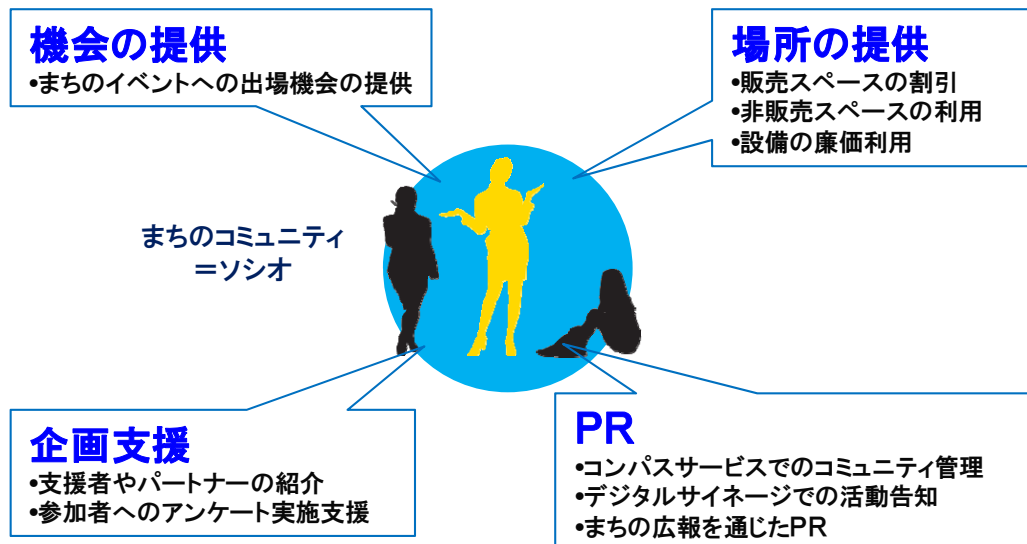 機会の提供
•まちのイベントへの出場機会の提供
場所の提供
•販売スペースの割引
•非販売スペースの利用
•設備の廉価利用
まちのコミュニティ
＝ソシオ
企画支援
•支援者やパートナーの紹介
•参加者へのアンケート実施支援
PR
•コンパスサービスでのコミュニティ管理
•デジタルサイネージでの活動告知
•まちの広報を通じたPR